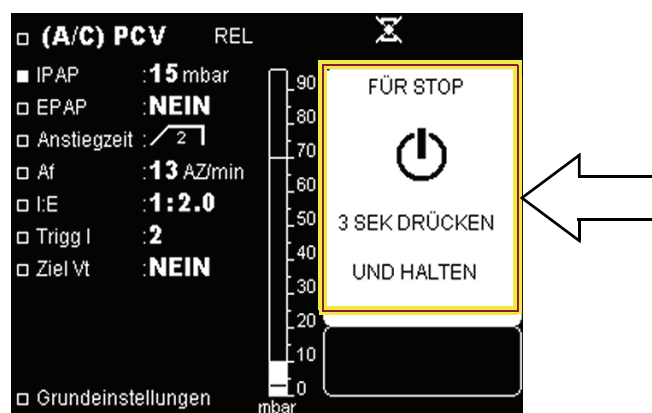 (A/C) PCV REL
IPAP :15 mbar
EPAP :NEIN
Anstiegzeit : 2
Af :13 AZ/min
I:E :1:2.0
Trigg I :2
Ziel Vt :NEIN
Grundeinstellungen
90
80
70
60
50
40
30
20
10
0
mbar
FÜR STOP
3 SEK DRÜCKEN
UND HALTEN